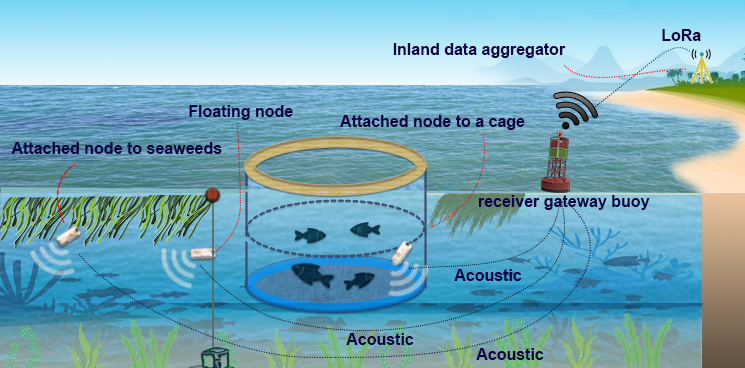 LoRa
Inland data aggregator
Floating node
Attached node to a cage
Attached node to seaweeds
receiver gateway buoy
Acoustic
Acoustic
Acoustic